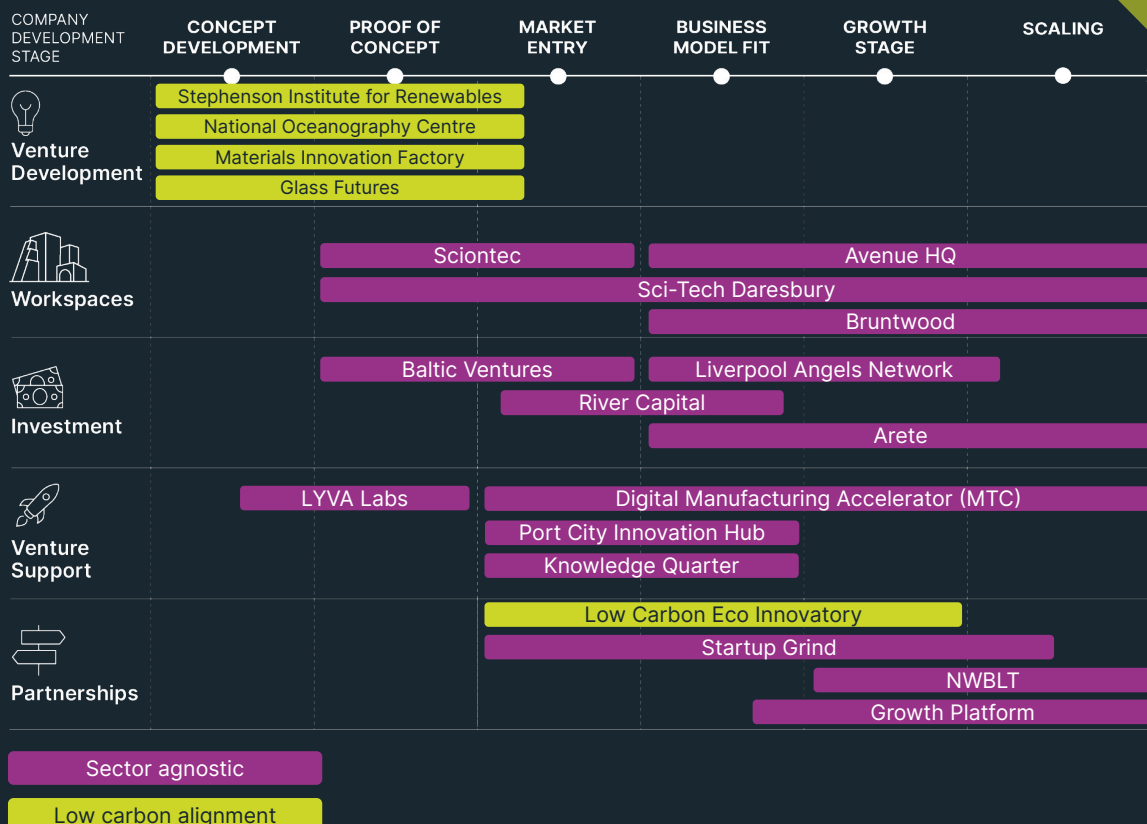 COMPANY
DEVELOPMENT
STAGE
CONCEPT
DEVELOPMENT
PROOF OF
CONCEPT
MARKET
ENTRY
BUSINESS
MODEL FIT
GROWTH
STAGE
SCALING
Venture
Development
Stephenson Institute for Renewables
National Oceanography Centre
Materials Innovation Factory
Glass Futures
Workspaces
Sciontec
Avenue HQ
Sci-Tech Daresbury
Bruntwood
Investment
Baltic Ventures
Liverpool Angels Network
River Capital
Arete
Venture
Support
LYVA Labs
Digital Manufacturing Accelerator (MTC)
Port City Innovation Hub
Knowledge Quarter
Partnerships
Low Carbon Eco Innovatory
Startup Grind
NWBLT
Growth Platform
Sector agnostic
Low carbon alignment